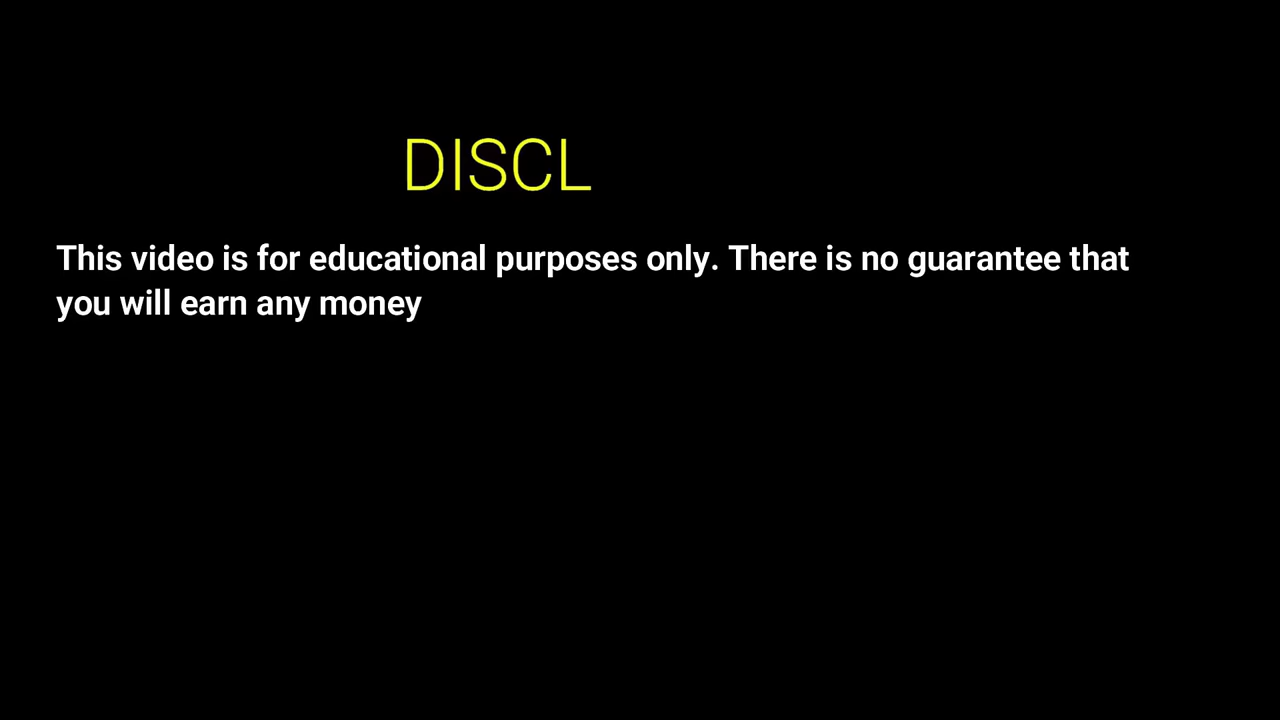 DISCL
This video is for educational purposes only. There is no guarantee that
you will earn any money